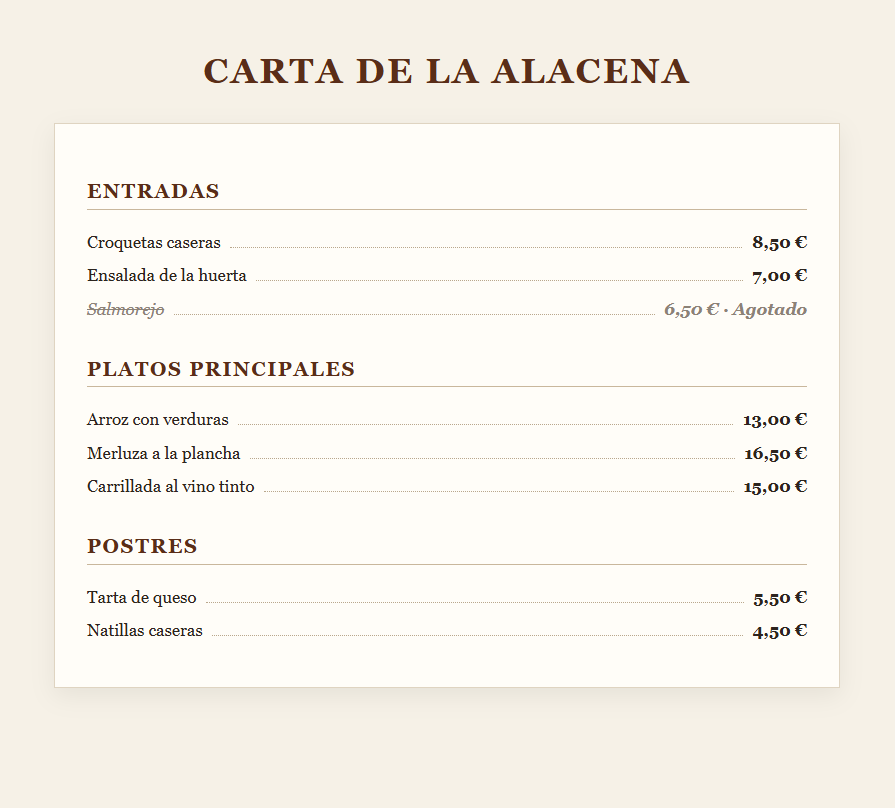 CARTA DE LA ALACENA
ENTRADAS
Croquetas caseras 8,50 €
Ensalada de la huerta 7,00 €
Salmorejo 6,50 € · Agotado
PLATOS PRINCIPALES
Arroz con verduras 13,00 €
Merluza a la plancha 16,50 €
Carrillada al vino tinto 15,00 €
POSTRES
Tarta de queso 5,50 €
Natillas caseras 4,50 €